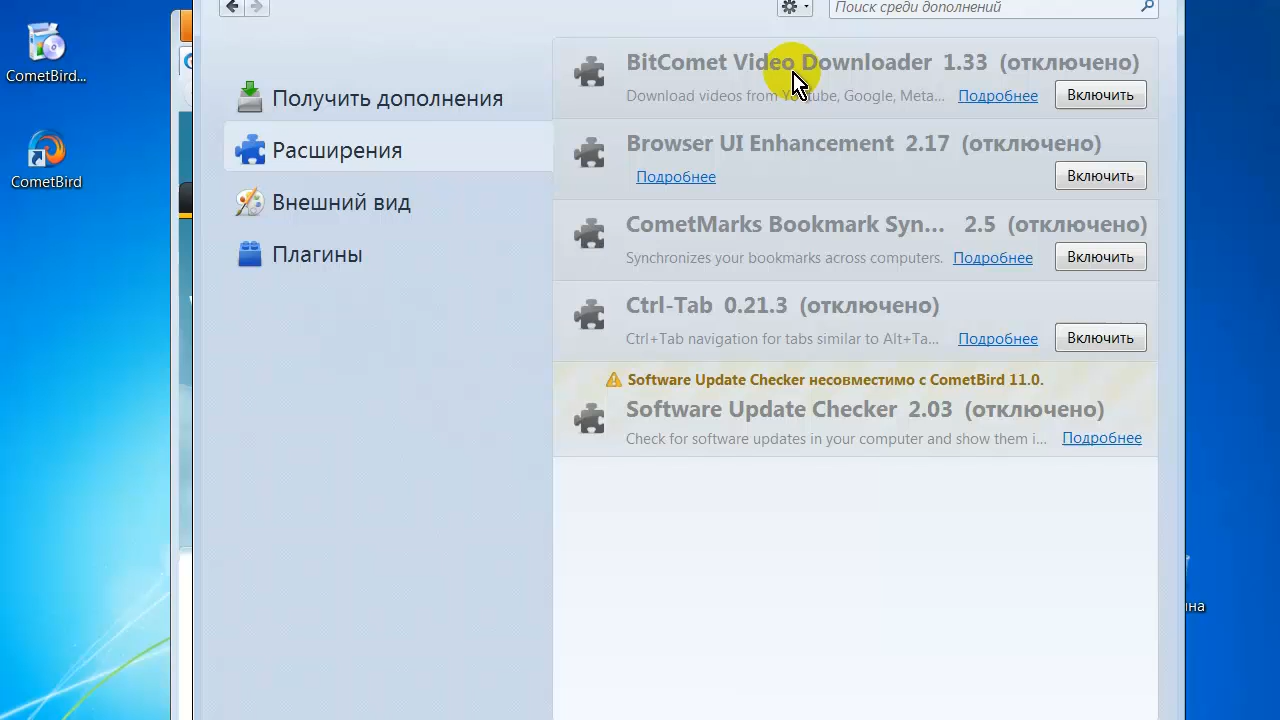 Поиск среди дополнений
CometBird...
CometBird
Получить дополнения
Расширения
Внешний вид
Плагины
BitComet Video Downloader 1.33 (отключено)
Download videos from Youtube, Google, Meta... Подробнее Включить
Browser UI Enhancement 2.17 (отключено)
Подробнее Включить
CometMarks Bookmark Syn... 2.5 (отключено)
Synchronizes your bookmarks across computers. Подробнее Включить
Ctrl-Tab 0.21.3 (отключено)
Ctrl+Tab navigation for tabs similar to Alt+Ta... Подробнее Включить
Software Update Checker несовместимо с CometBird 11.0.
Software Update Checker 2.03 (отключено)
Check for software updates in your computer and show them i... Подробнее